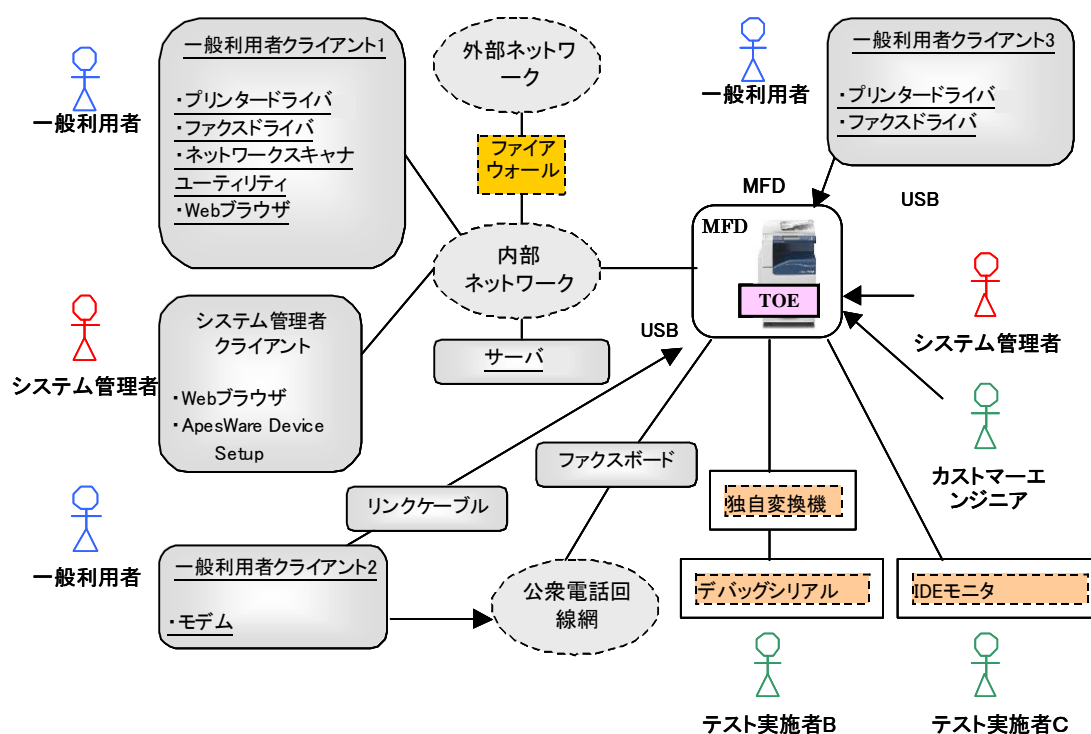 一般利用者クライアント1
・プリンタードライバ
・ファクスドライバ
・ネットワークスキャナ
ユーティリティ
・Webブラウザ
一般利用者
外部ネットワ
ーク
ファイア
ウォール
内部
ネットワーク
サーバ
一般利用者
一般利用者クライアント3
・プリンタードライバ
・ファクスドライバ
MFD
USB
MFD
TOE
システム管理者
システム管理者
クライアント
・Webブラウザ
・ApesWare Device
Setup
システム管理者
USB
カストマーエ
ンジニア
ファクスボード
リンクケーブル
一般利用者
一般利用者クライアント2
・モデム
公衆電話回
線網
独自変換機
デバッグシリアル
IDEモニタ
テスト実施者B
テスト実施者C